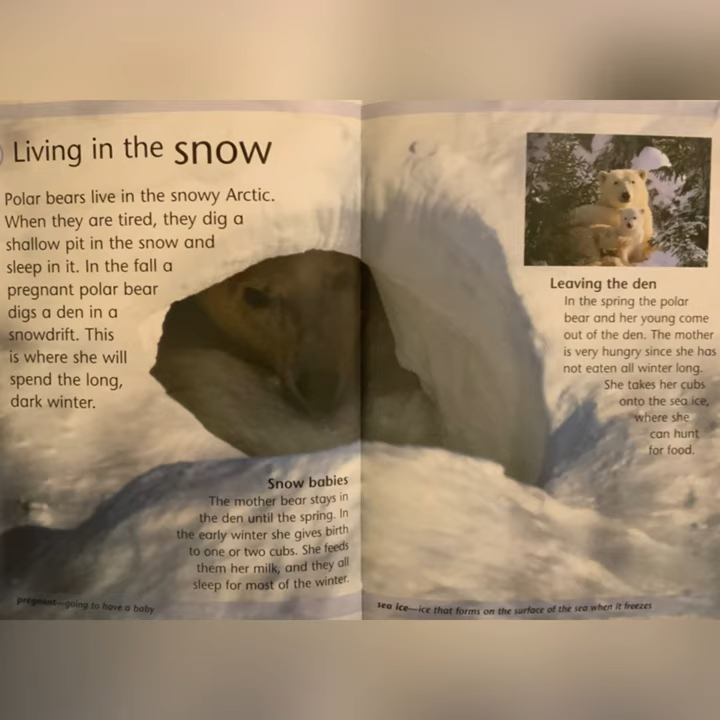 Living in the snow
Polar bears live in the snowy Arctic.
When they are tired, they dig a
shallow pit in the snow and
sleep in it. In the fall a
pregnant polar bear
digs a den in a
snowdrift. This
is where she will
spend the long,
dark winter.
Snow babies
The mother bear stays in
the den until the spring. In
the early winter she gives birth
to one or two cubs. She feeds
them her milk, and they all
sleep for most of the winter.
pregnant—going to have a baby
Leaving the den
In the spring the polar
bear and her young come
out of the den. The mother
is very hungry since she has
not eaten all winter long.
She takes her cubs
onto the sea ice,
where she
can hunt
for food.
sea ice—ice that forms on the surface of the sea when it freezes